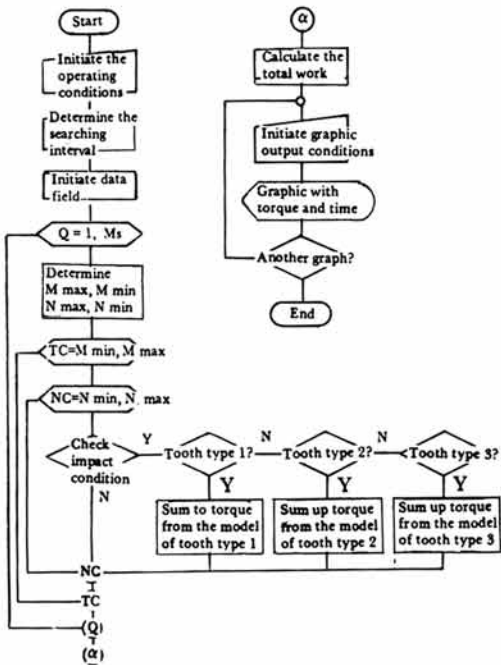 Start
Initiate the
operating
conditions
Determine the
searching
interval
Initiate data
field
Q = 1, Ms
Determine
M max, M min
N max, N min
TC=M min, M max
NC=N min, N max
Check
impact
condition
Y
N
Tooth type 1?
N
Tooth type 2?
N
Tooth type 3?
Y
Y
Y
Sum to torque
from the model
of tooth type 1
Sum up torque
from the model
of tooth type 2
Sum up torque
from the model
of tooth type 3
NC
TC
(Q)
(α)
α
Calculate the
total work
Initiate graphic
output conditions
Graphic with
torque and time
Another graph?
End